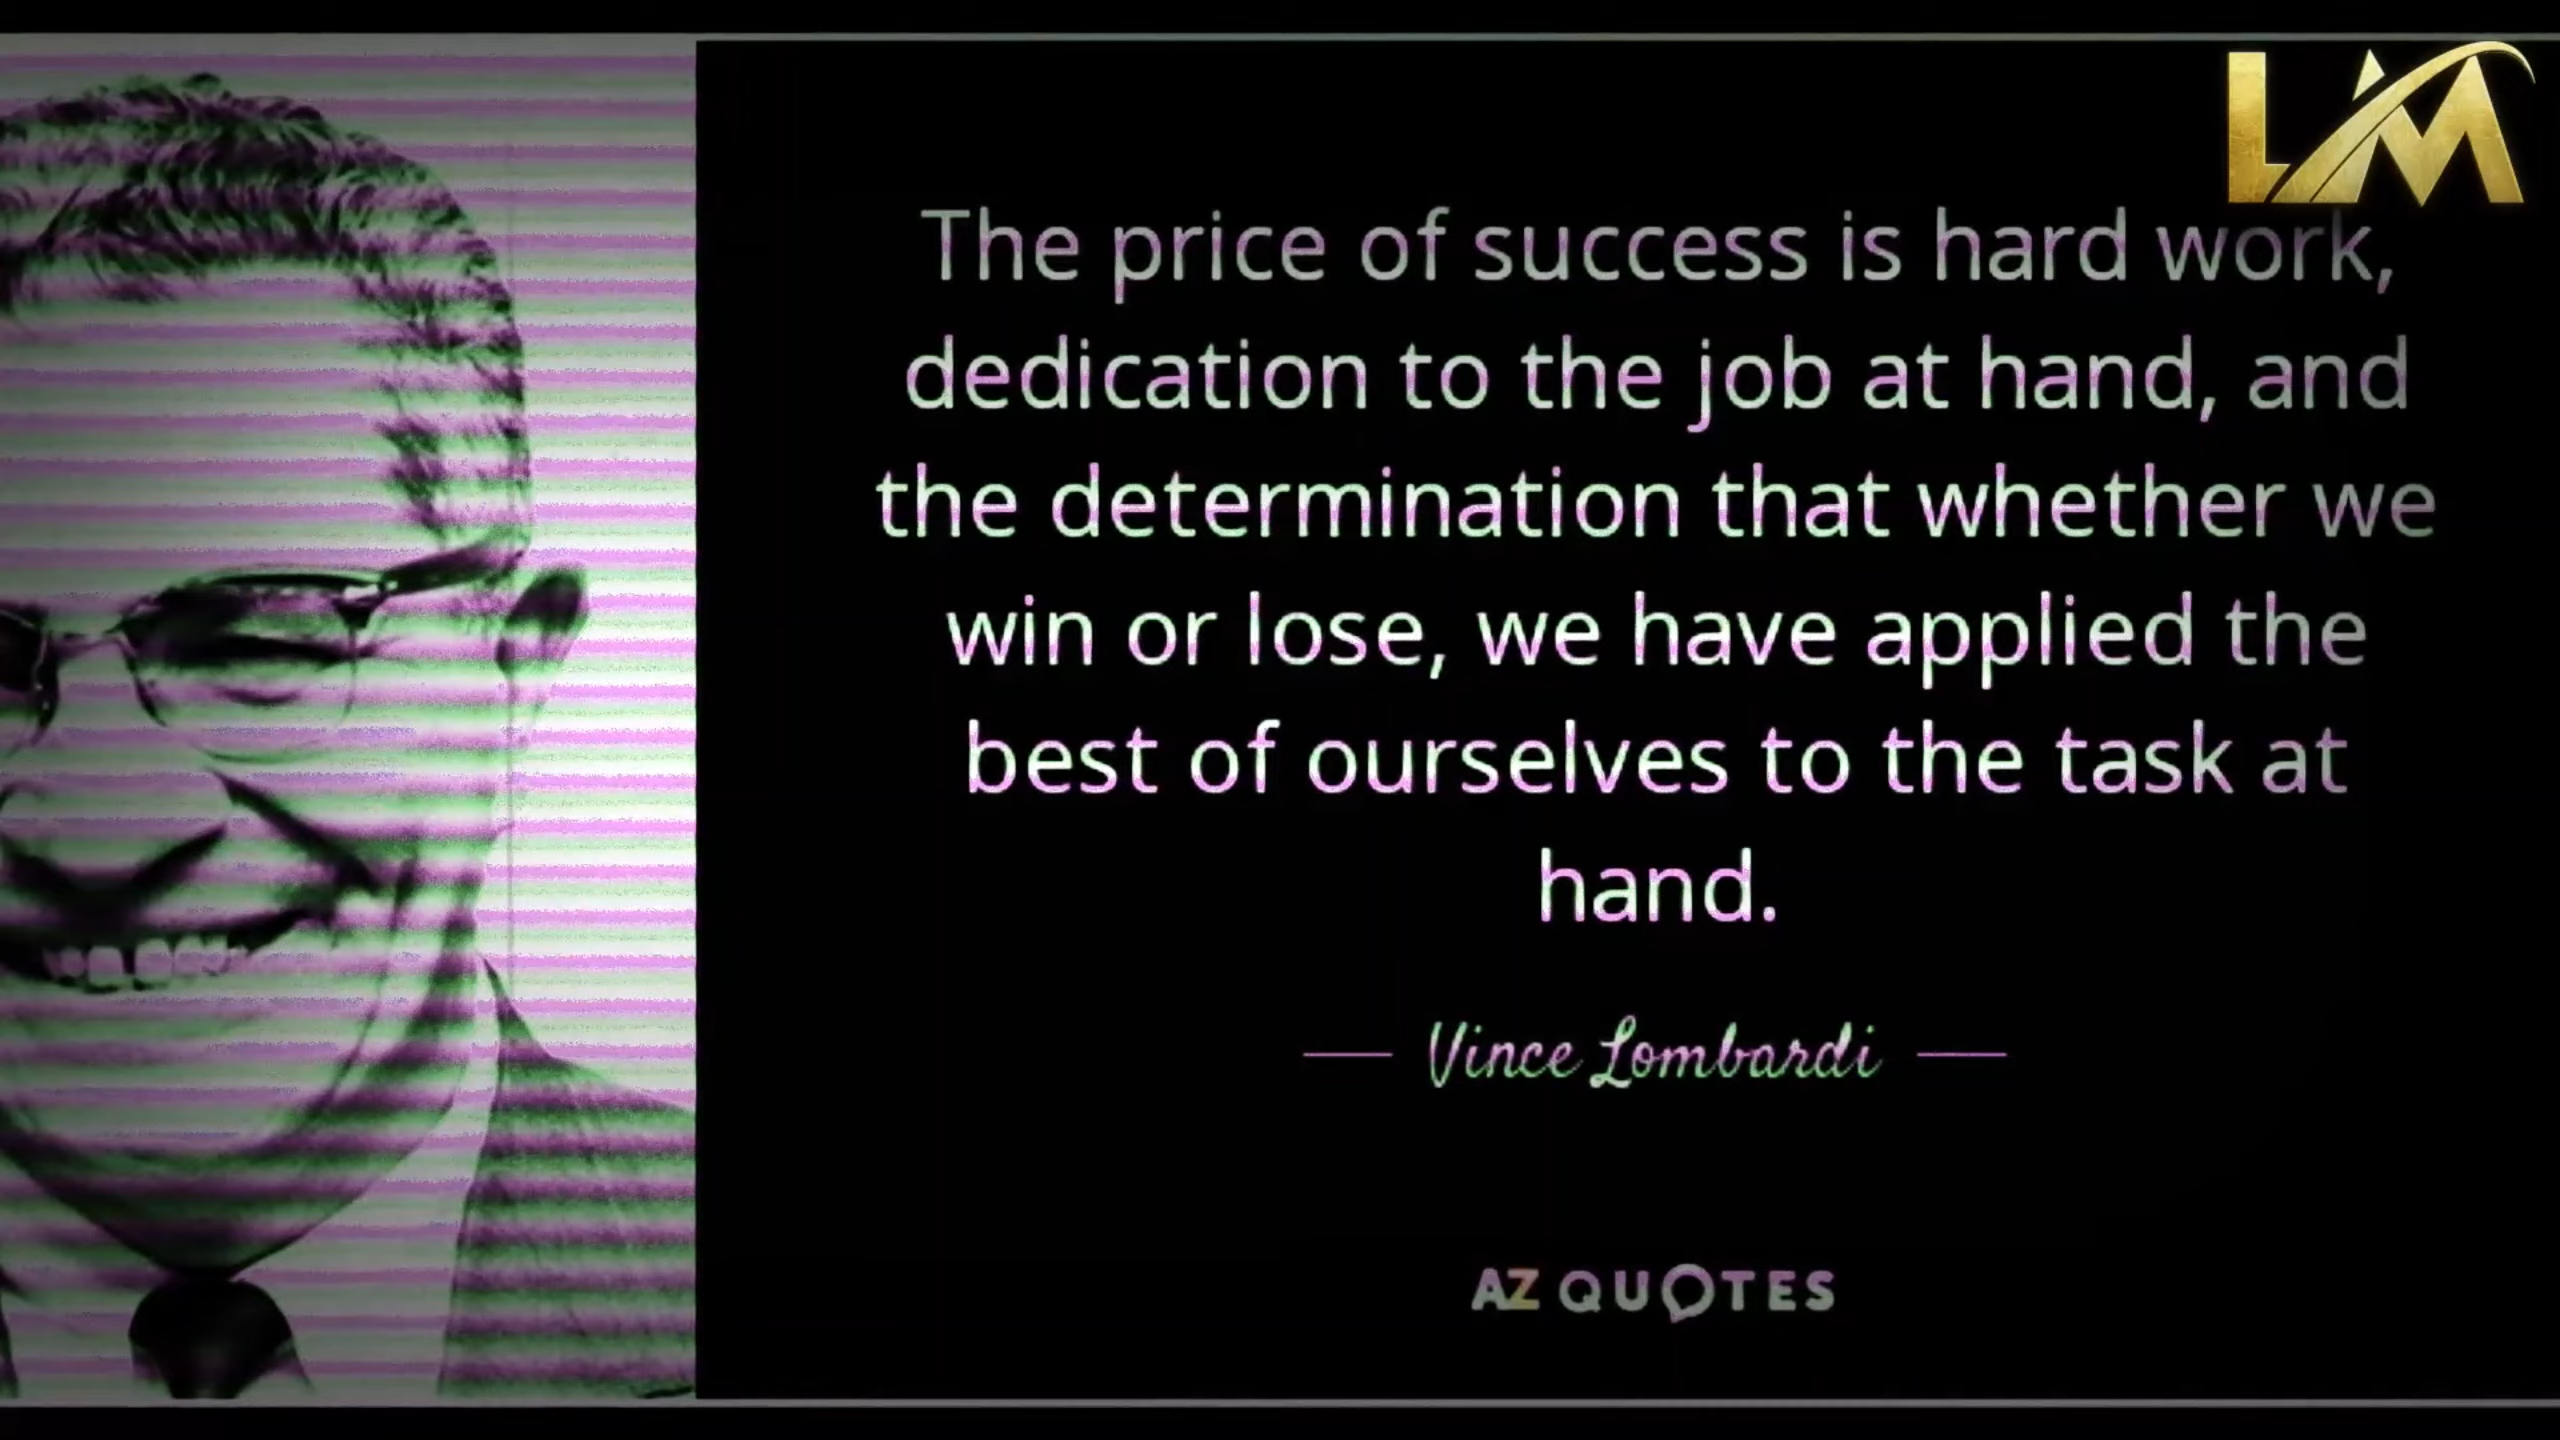 LM
The price of success is hard work,
dedication to the job at hand, and
the determination that whether we
win or lose, we have applied the
best of ourselves to the task at
hand.
Vince Lombardi
AZ QUOTES